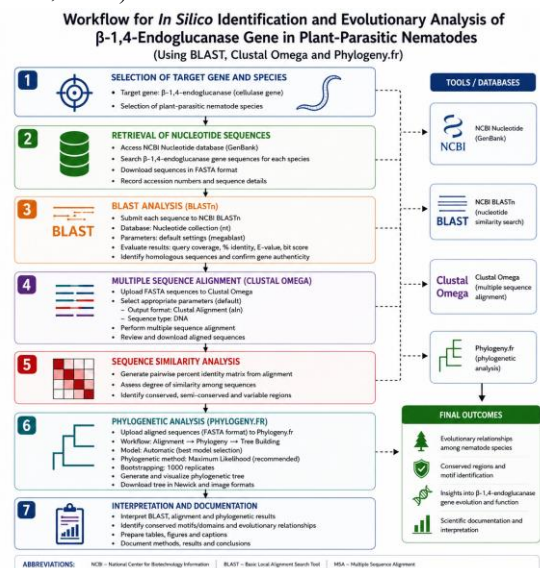 Workflow for In Silico Identification and Evolutionary Analysis of
β-1,4-Endoglucanase Gene in Plant-Parasitic Nematodes
(Using BLAST, Clustal Omega and Phylogeny.fr)
1
SELECTION OF TARGET GENE AND SPECIES
• Target gene: β-1,4-endoglucanase (cellulase gene)
• Selection of plant-parasitic nematode species
2
RETRIEVAL OF NUCLEOTIDE SEQUENCES
• Access NCBI Nucleotide database (GenBank)
• Search β-1,4-endoglucanase gene sequences for each species
• Download sequences in FASTA format
• Record accession numbers and sequence details
3
BLAST
BLAST ANALYSIS (BLASTn)
• Submit each sequence to NCBI BLASTn
• Database: Nucleotide collection (nt)
• Parameters: default settings (megablast)
• Evaluate results: query coverage, % identity, E-value, bit score
• Identify homologous sequences and confirm gene authenticity
4
MULTIPLE SEQUENCE ALIGNMENT (CLUSTAL OMEGA)
• Upload FASTA sequences to Clustal Omega
• Select appropriate parameters (default)
– Output format: Clustal Alignment (aln)
– Sequence type: DNA
• Perform multiple sequence alignment
• Review and download aligned sequences
5
SEQUENCE SIMILARITY ANALYSIS
• Generate pairwise percent identity matrix from alignment
• Assess degree of similarity among sequences
• Identify conserved, semi-conserved and variable regions
6
PHYLOGENETIC ANALYSIS (PHYLOGENY.FR)
• Upload aligned sequences (FASTA format) to Phylogeny.fr
• Workflow: Alignment → Phylogeny → Tree Building
• Model: Automatic (best model selection)
• Phylogenetic method: Maximum Likelihood (recommended)
• Bootstrapping: 1000 replicates
• Generate and visualize phylogenetic tree
• Download tree in Newick and image formats
7
INTERPRETATION AND DOCUMENTATION
• Interpret BLAST, alignment and phylogenetic results
• Identify conserved motifs/domains and evolutionary relationships
• Prepare tables, figures and captions
• Document methods, results and conclusions
TOOLS / DATABASES
NCBI
NCBI Nucleotide
(GenBank)
BLAST
NCBI BLASTn
(nucleotide
similarity search)
Clustal
Omega
Clustal Omega
(multiple sequence
alignment)
Phylogeny.fr
(phylogenetic
analysis)
FINAL OUTCOMES
Evolutionary relationships
among nematode species
Conserved regions and
motif identification
Insights into β-1,4-endoglucanase
gene evolution and function
Scientific documentation and
interpretation
ABBREVIATIONS: NCBI – National Center for Biotechnology Information | BLAST – Basic Local Alignment Search Tool | MSA – Multiple Sequence Alignment